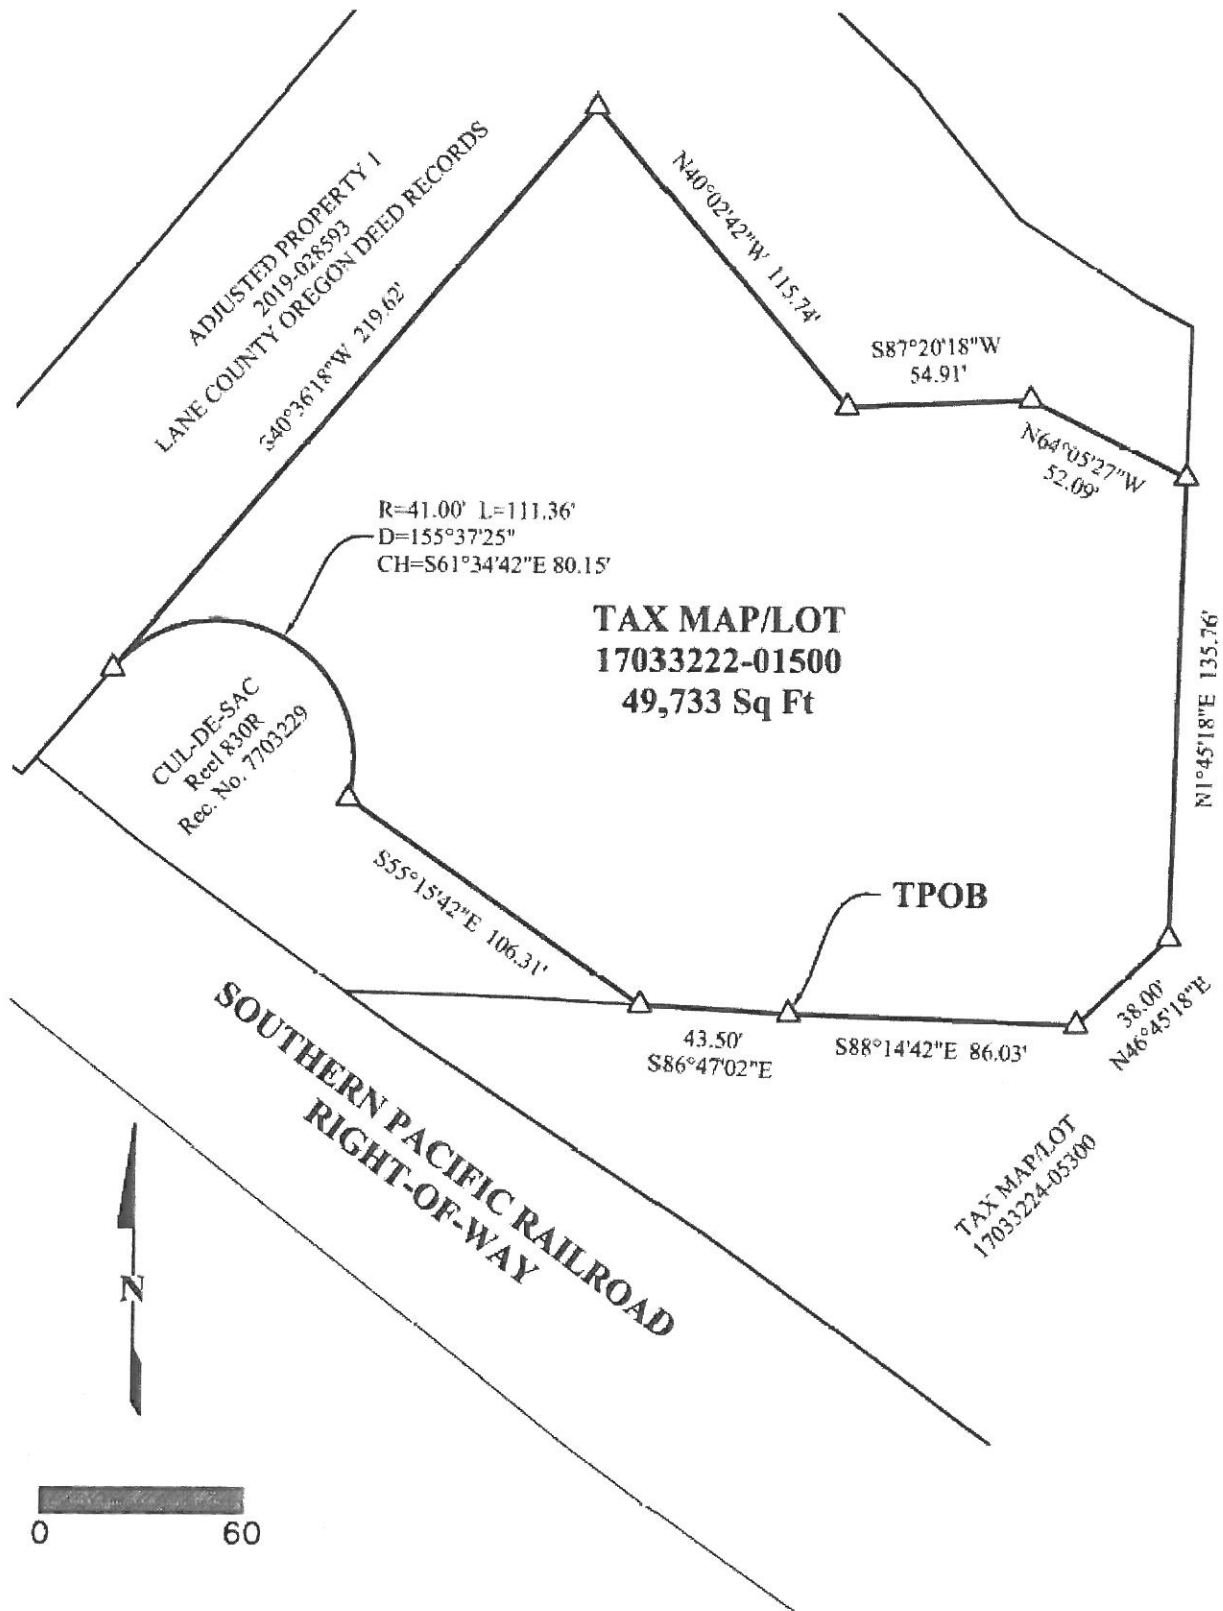 ADJUSTED PROPERTY 1
2019-028593
LANE COUNTY OREGON DEED RECORDS
S40°36'18"W 219.62'
N40°02'42"W 115.74'
S87°20'18"W
54.91'
N64°05'27"W
52.09'
R=41.00' L=111.36'
D=155°37'25"
CH=S61°34'42"E 80.15'
TAX MAP/LOT
17033222-01500
49,733 Sq Ft
N1°45'18"E 135.76'
CUL-DE-SAC
Reel 830R
Rec. No. 7703229
S55°15'42"E 106.31'
TPOB
43.50'
S86°47'02"E
S88°14'42"E 86.03'
38.00'
N46°45'18"E
SOUTHERN PACIFIC RAILROAD
RIGHT-OF-WAY
TAX MAP/LOT
17033224-05300
N
0 60